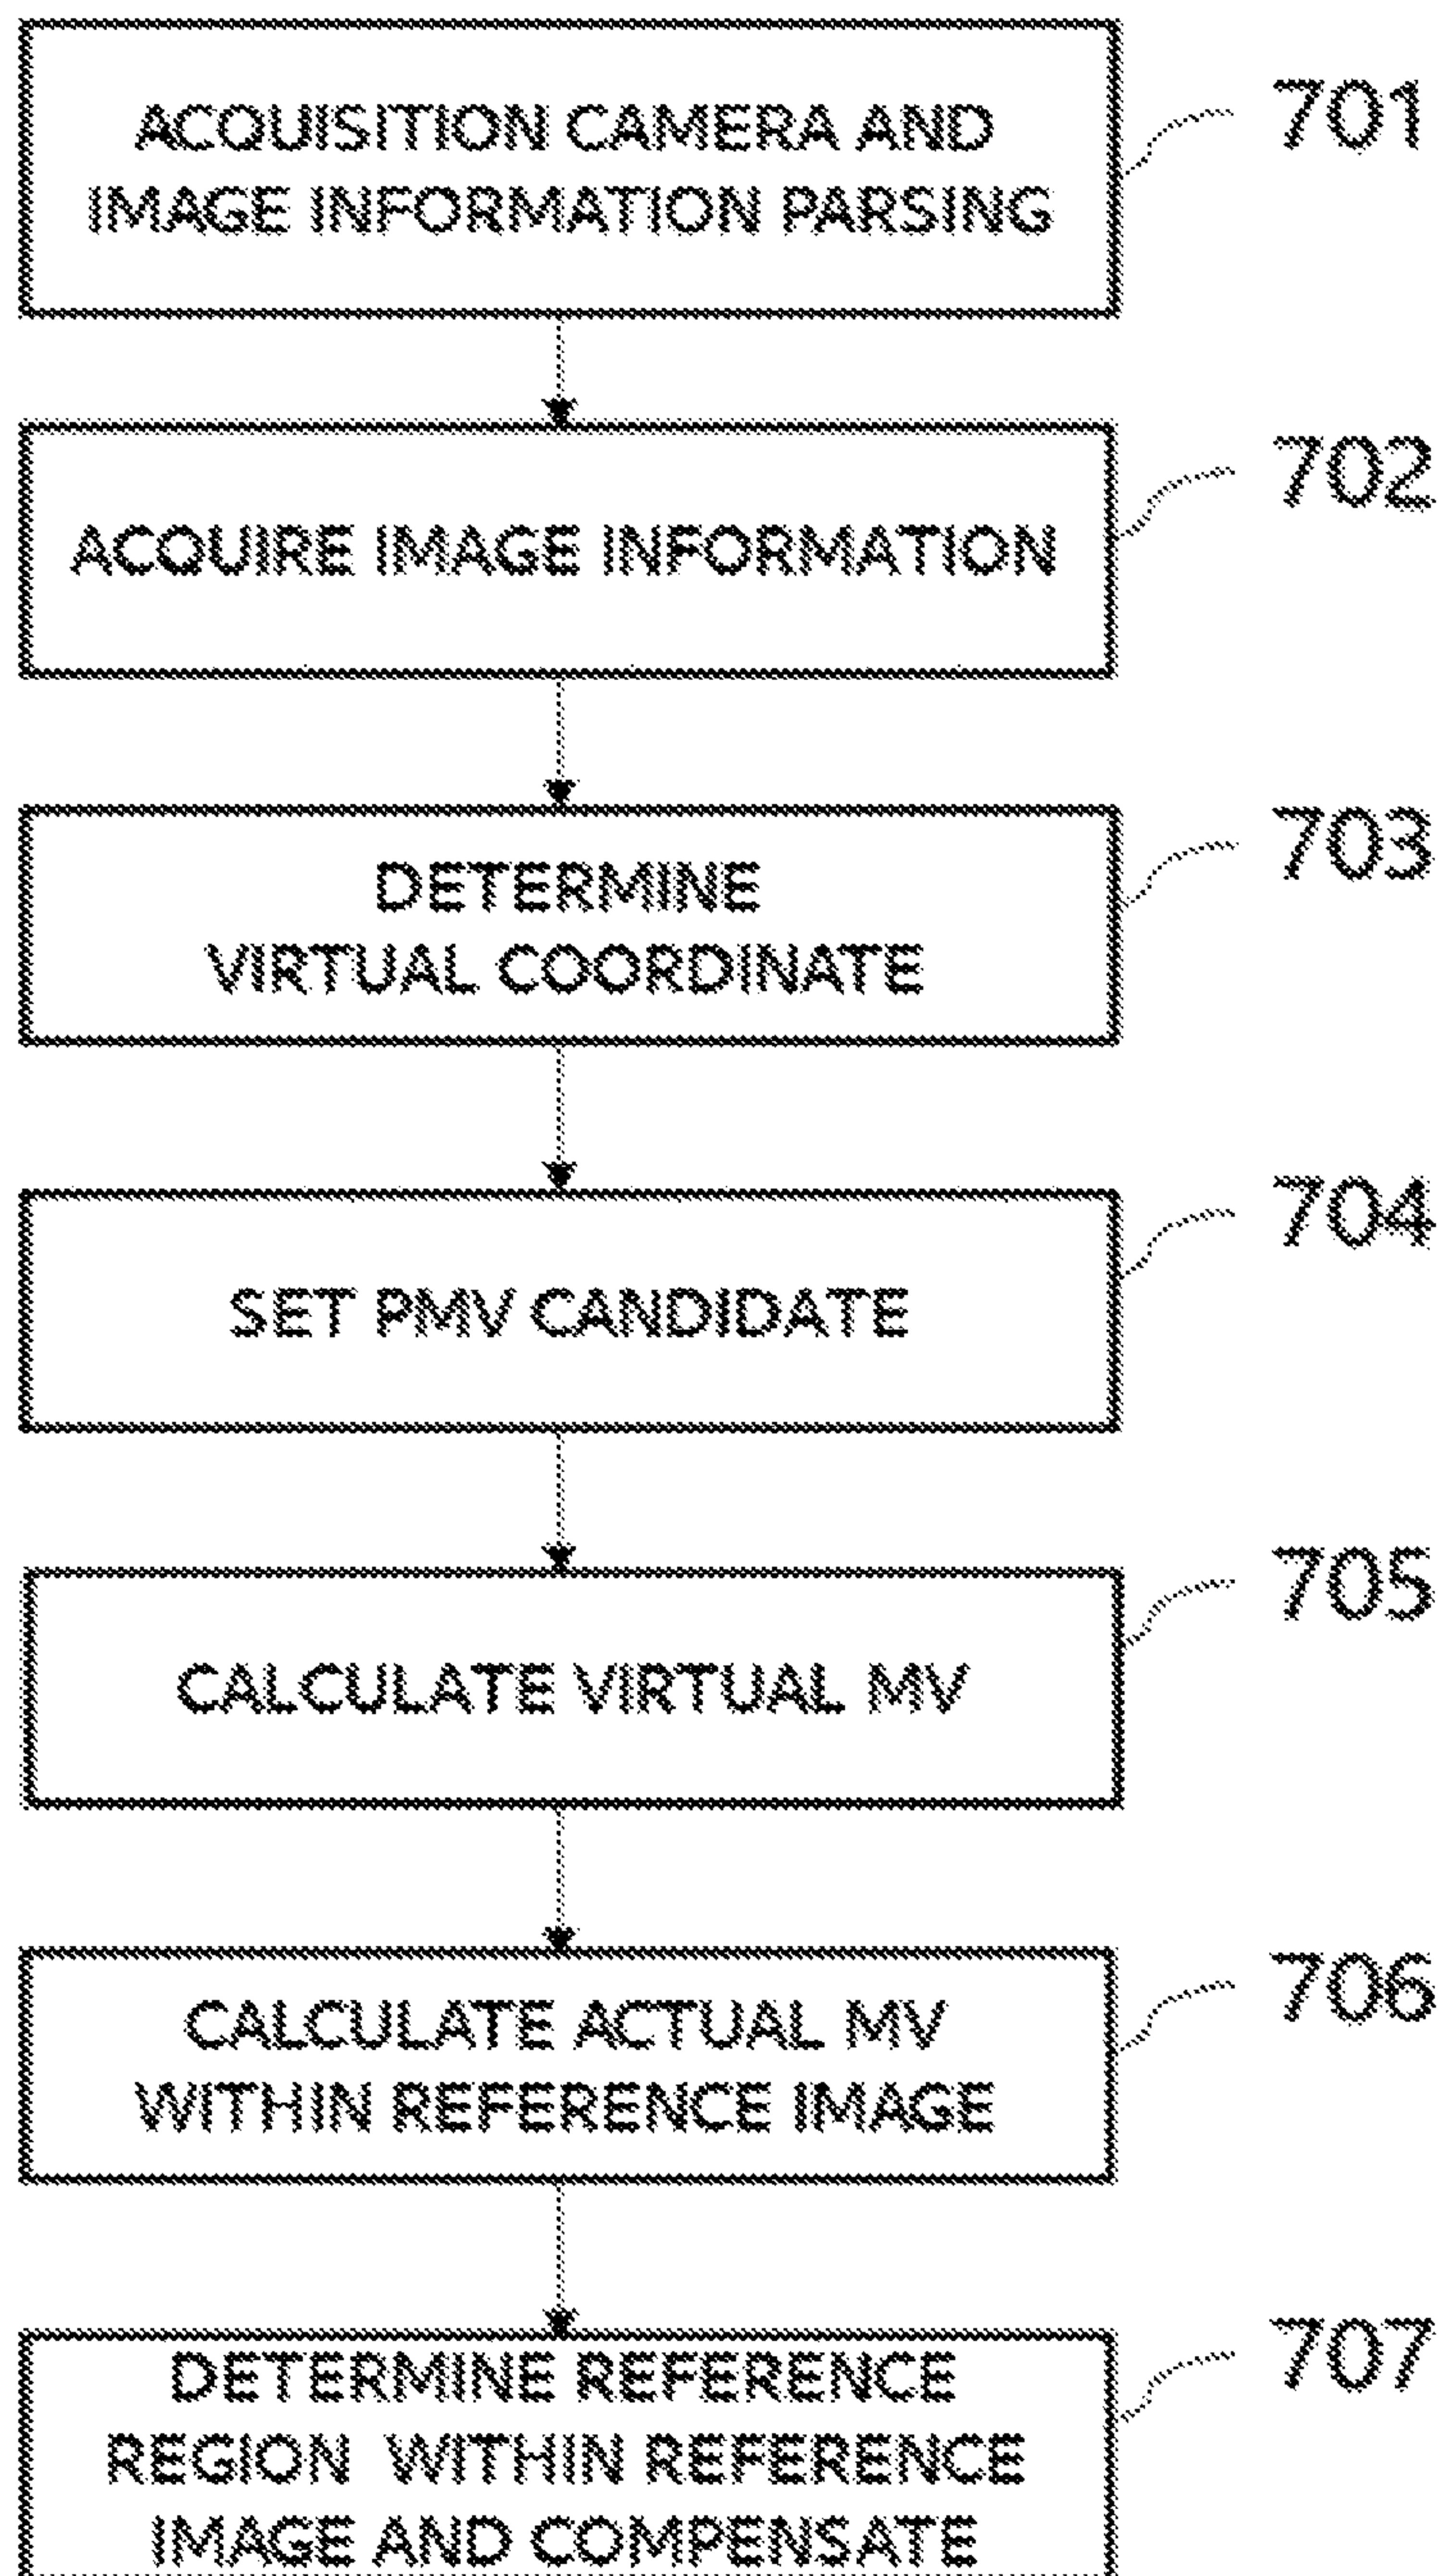 ACQUISITION CAMERA AND
IMAGE INFORMATION PARSING
701
ACQUIRE IMAGE INFORMATION
702
DETERMINE
VIRTUAL COORDINATE
703
SET PMV CANDIDATE
704
CALCULATE VIRTUAL MV
705
CALCULATE ACTUAL MV
WITHIN REFERENCE IMAGE
706
DETERMINE REFERENCE
REGION WITHIN REFERENCE
IMAGE AND COMPENSATE
707